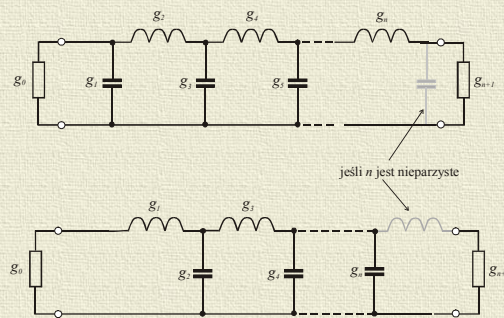 g₂ g₄ gₙ
g₀ g₁ g₃ g₅ gₙ₊₁
jeśli n jest nieparzyste
g₁ g₃
g₀ g₂ g₄ gₙ gₙ₊